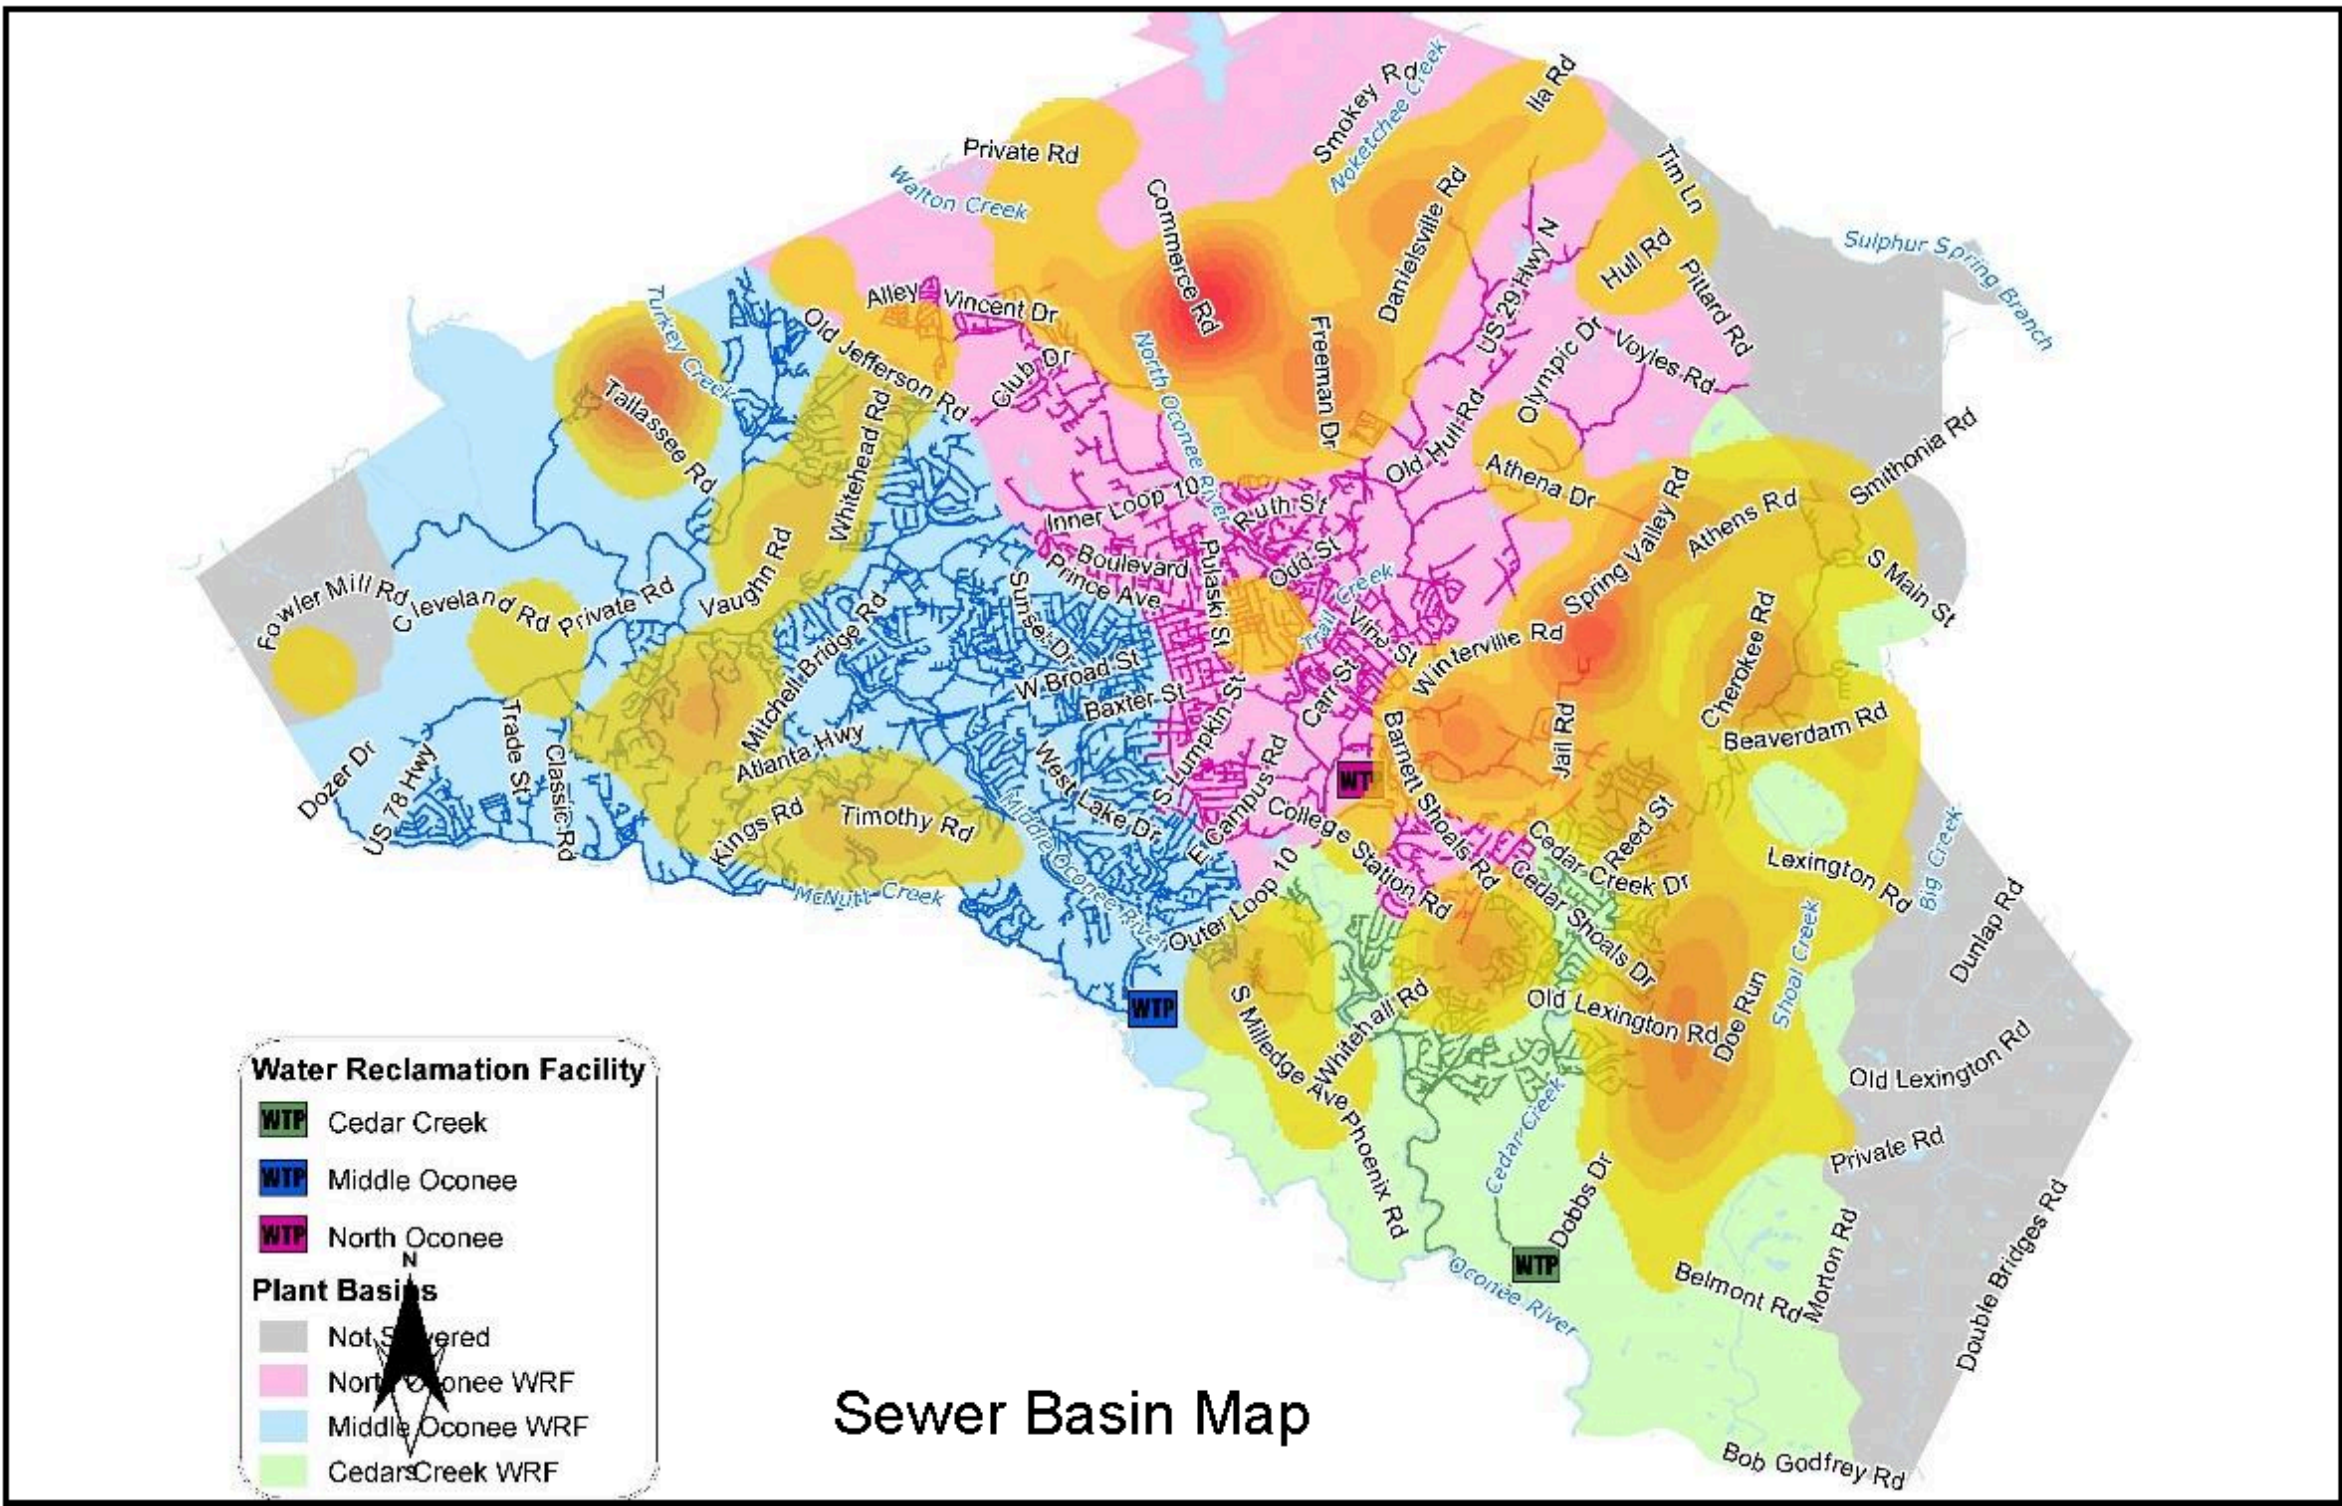 Smokey Rd
Noketchee Creek
Ila Rd
Private Rd
Walton Creek
Tim Ln
Commerce Rd
Danielsville Rd
US 29 Hwy N
Hull Rd
Pittard Rd
Sulphur Spring Branch
Turkey Creek
Alley
Vincent Dr
Old Jefferson Rd
Club Dr
North Oconee River
Freeman Dr
Olympic Dr
Voyles Rd
Tallassee Rd
Whitehead Rd
Old Hull Rd
Athena Dr
Smithonia Rd
Inner Loop 10
Ruth St
Spring Valley Rd
Athens Rd
Boulevard
Prince Ave
Pulaski St
Odd St
Trail Creek
Vine St
S Main St
Fowler Mill Rd
Cleveland Rd
Private Rd
Vaughn Rd
Mitchell Bridge Rd
Sunset Dr
W Broad St
Baxter St
Winterville Rd
Cherokee Rd
Carr St
Beaverdam Rd
Dozer Dr
US 78 Hwy
Trade St
Classic Rd
Atlanta Hwy
Kings Rd
Timothy Rd
West Lake Dr
S Lumpkin St
E Campus Rd
WTP
Barnett Shoals Rd
Jail Rd
College Station Rd
Cedar Creek Dr
Reed St
Lexington Rd
Big Creek
McNutt Creek
Middle Oconee River
Outer Loop 10
Cedar Shoals Dr
Dunlap Rd
WTP
S Milledge Ave
Whitehall Rd
Old Lexington Rd
Doe Run
Shoal Creek
Old Lexington Rd
Phoenix Rd
Cedar Creek
Dobbs Dr
Private Rd
WTP
Oconee River
Belmont Rd
Morton Rd
Double Bridges Rd
Bob Godfrey Rd
Water Reclamation Facility
WTP Cedar Creek
WTP Middle Oconee
WTP North Oconee
N
Plant Basins
Not Sewered
North Oconee WRF
Middle Oconee WRF
Cedar Creek WRF
S
Sewer Basin Map